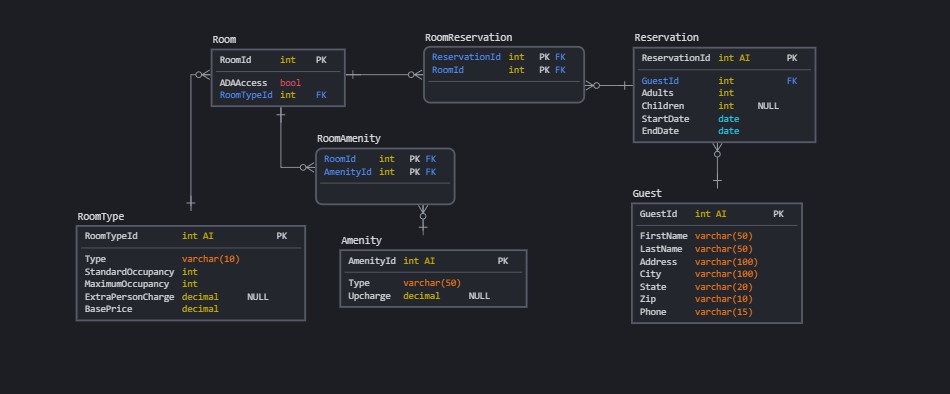 Room
RoomId int PK
ADAAccess bool
RoomTypeId int FK
RoomReservation
ReservationId int PK FK
RoomId int PK FK
Reservation
ReservationId int AI PK
GuestId int FK
Adults int
Children int NULL
StartDate date
EndDate date
RoomAmenity
RoomId int PK FK
AmenityId int PK FK
RoomType
RoomTypeId int AI PK
Type varchar(10)
StandardOccupancy int
MaximumOccupancy int
ExtraPersonCharge decimal NULL
BasePrice decimal
Amenity
AmenityId int AI PK
Type varchar(50)
Upcharge decimal NULL
Guest
GuestId int AI PK
FirstName varchar(50)
LastName varchar(50)
Address varchar(100)
City varchar(100)
State varchar(20)
Zip varchar(10)
Phone varchar(15)